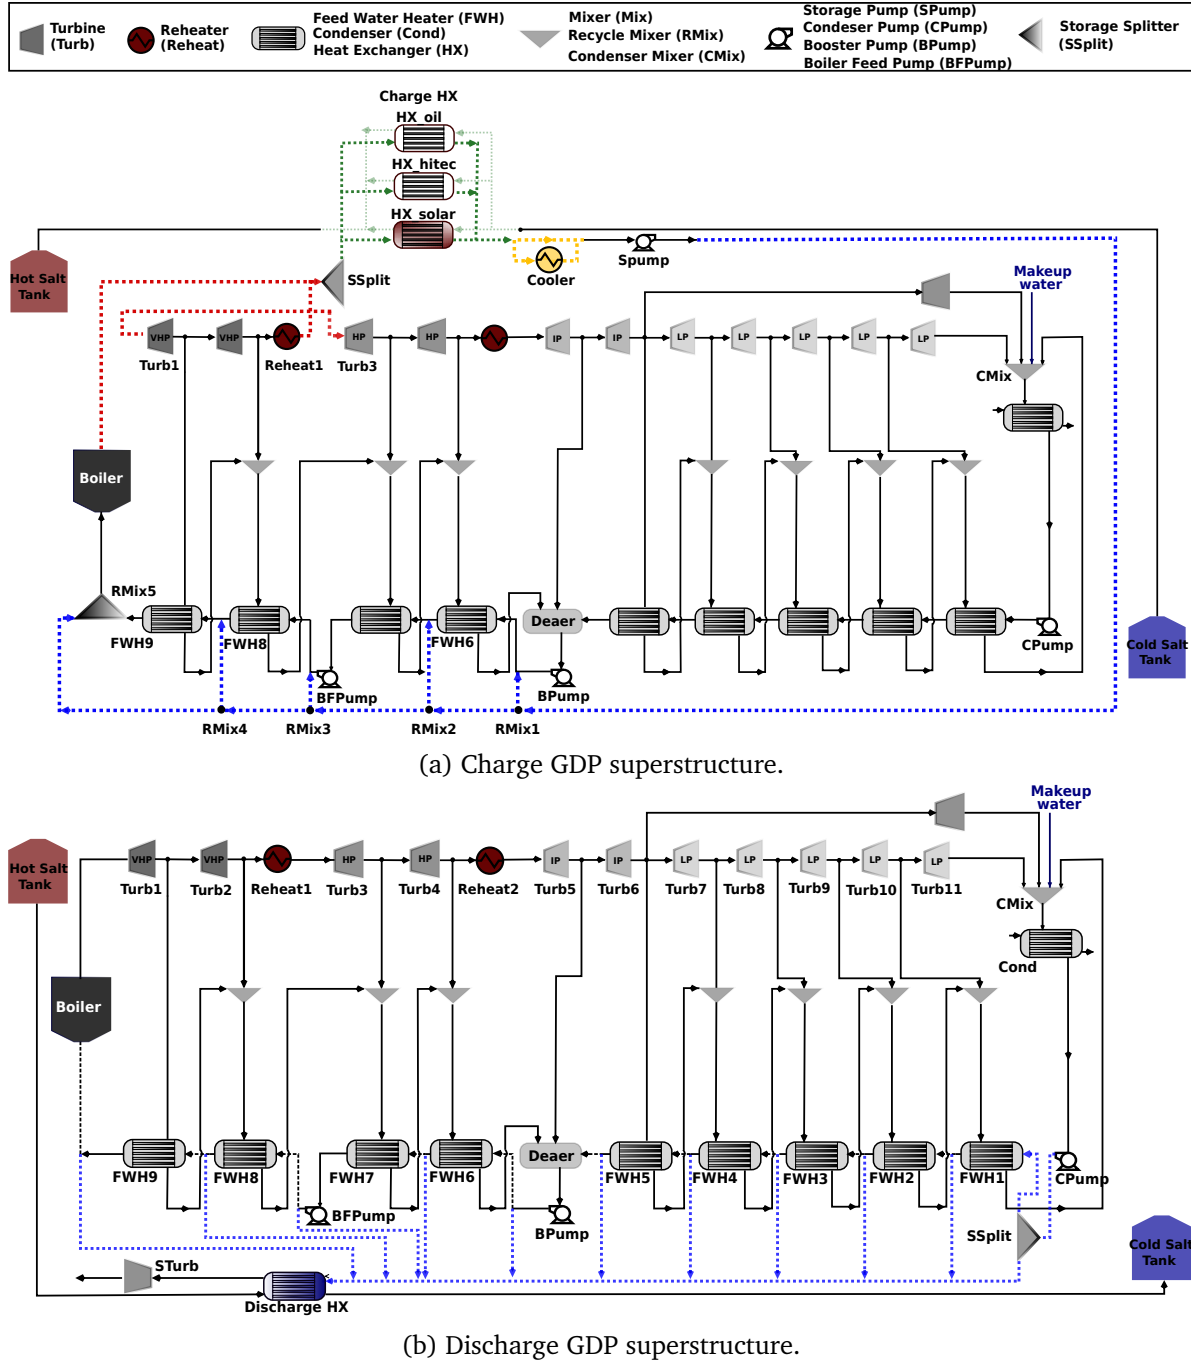 Turbine
(Turb)
Reheater
(Reheat)
Feed Water Heater (FWH)
Condenser (Cond)
Heat Exchanger (HX)
Mixer (Mix)
Recycle Mixer (RMix)
Condenser Mixer (CMix)
Storage Pump (SPump)
Condeser Pump (CPump)
Booster Pump (BPump)
Boiler Feed Pump (BFPump)
Storage Splitter
(SSplit)
Charge HX
HX_oil
HX_hitec
HX_solar
Hot Salt
Tank
SSplit
Cooler
Spump
Makeup
water
VHP
VHP
HP
HP
IP
IP
LP
LP
LP
LP
LP
Turb1
Reheat1
Turb3
CMix
Boiler
RMix5
FWH9
FWH8
FWH6
Deaer
CPump
Cold Salt
Tank
BFPump
BPump
RMix4
RMix3
RMix2
RMix1
(a) Charge GDP superstructure.
Makeup
water
Hot Salt
Tank
VHP
VHP
HP
HP
IP
IP
LP
LP
LP
LP
LP
Turb1
Turb2
Reheat1
Turb3
Turb4
Reheat2
Turb5
Turb6
Turb7
Turb8
Turb9
Turb10
Turb11
CMix
Cond
Boiler
FWH9
FWH8
FWH7
FWH6
Deaer
FWH5
FWH4
FWH3
FWH2
FWH1
CPump
BFPump
BPump
SSplit
Cold Salt
Tank
STurb
Discharge HX
(b) Discharge GDP superstructure.